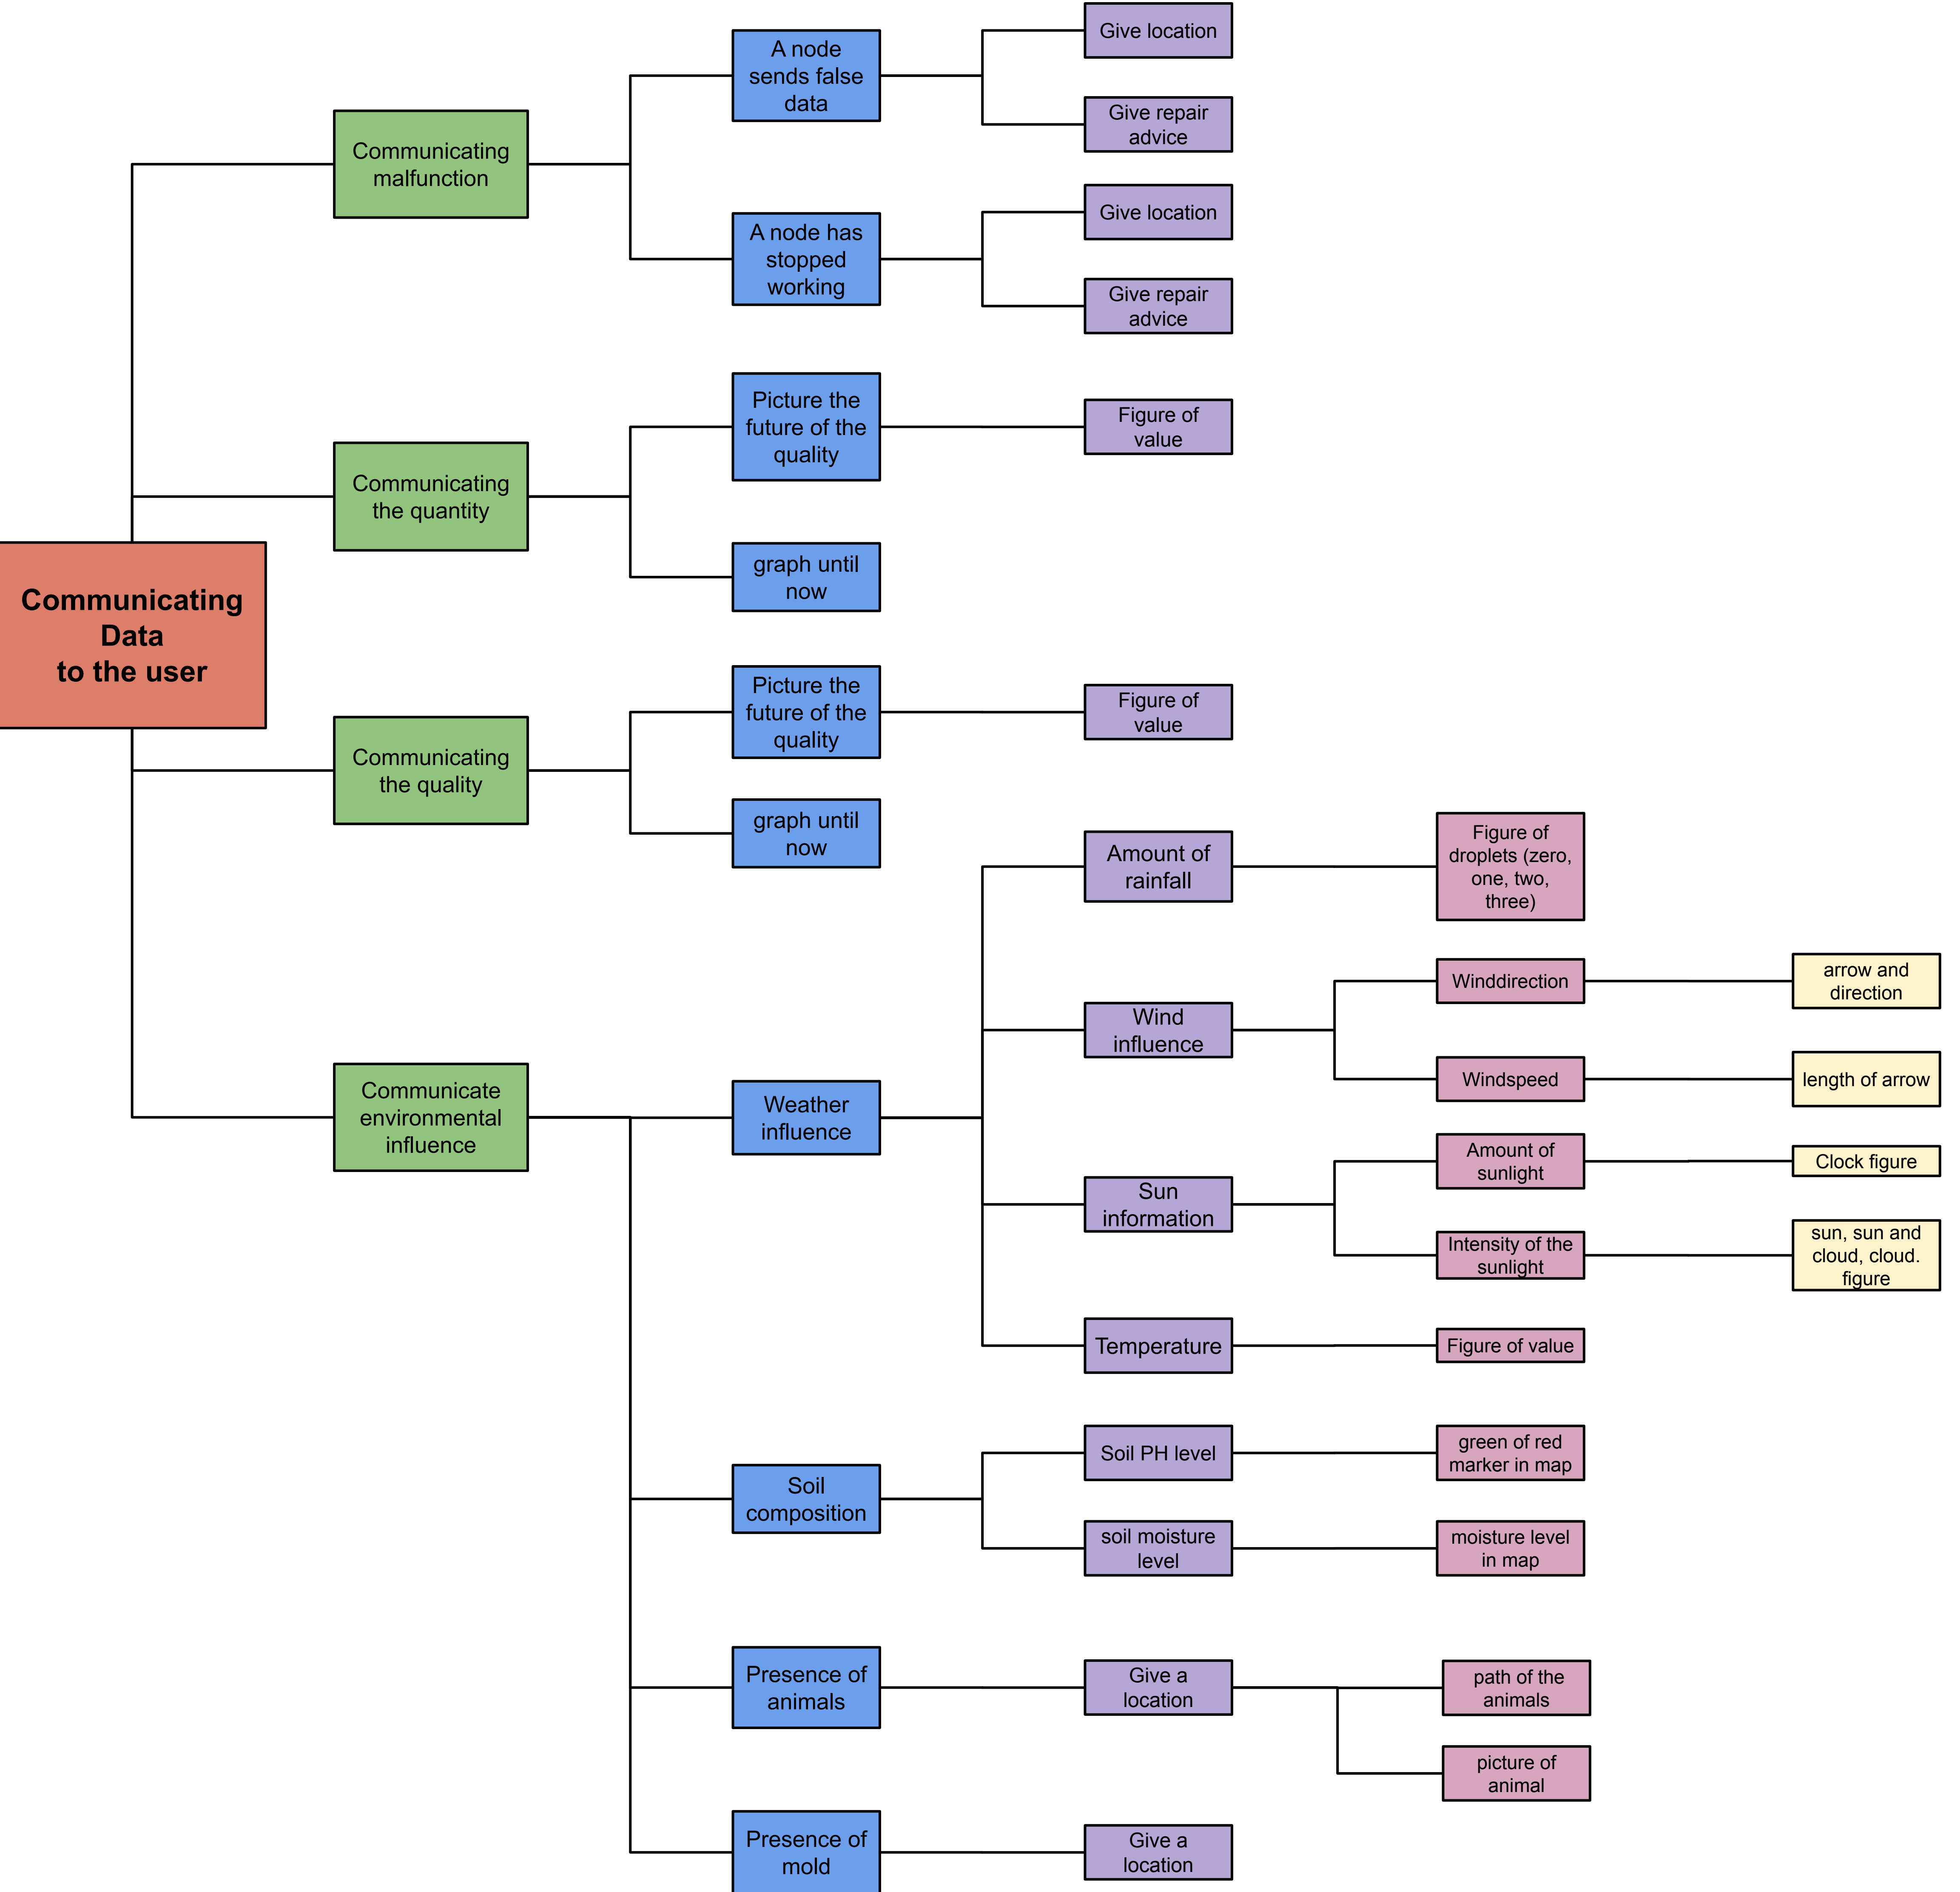 Communicating
Data
to the user
Communicating
malfunction
A node
sends false
data
Give location
Give repair
advice
A node has
stopped
working
Give location
Give repair
advice
Communicating
the quantity
Picture the
future of the
quality
Figure of
value
graph until
now
Communicating
the quality
Picture the
future of the
quality
Figure of
value
graph until
now
Communicate
environmental
influence
Weather
influence
Amount of
rainfall
Figure of
droplets (zero,
one, two,
three)
Wind
influence
Winddirection
arrow and
direction
Windspeed
length of arrow
Sun
information
Amount of
sunlight
Clock figure
Intensity of the
sunlight
sun, sun and
cloud, cloud.
figure
Temperature
Figure of value
Soil
composition
Soil PH level
green of red
marker in map
soil moisture
level
moisture level
in map
Presence of
animals
Give a
location
path of the
animals
picture of
animal
Presence of
mold
Give a
location